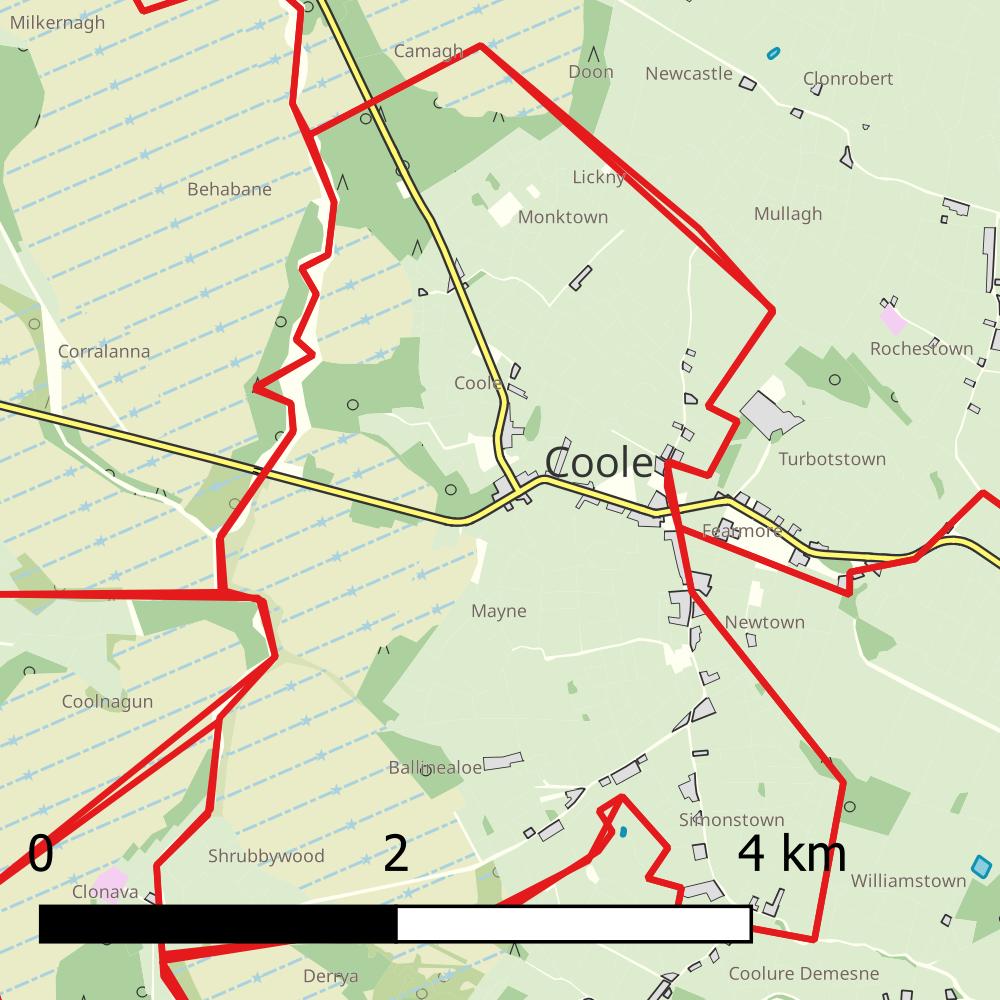 Milkernagh
Camagh
Doon
Newcastle
Clonrobert
Lickny
Behabane
Monktown
Mullagh
Corralanna
Rochestown
Coole
Coole
Turbotstown
Fearmore
Mayne
Newtown
Coolnagun
Ballinealoe
Simonstown
0 2 4 km
Shrubbywood
Clonava
Williamstown
Derrya
Coolure Demesne